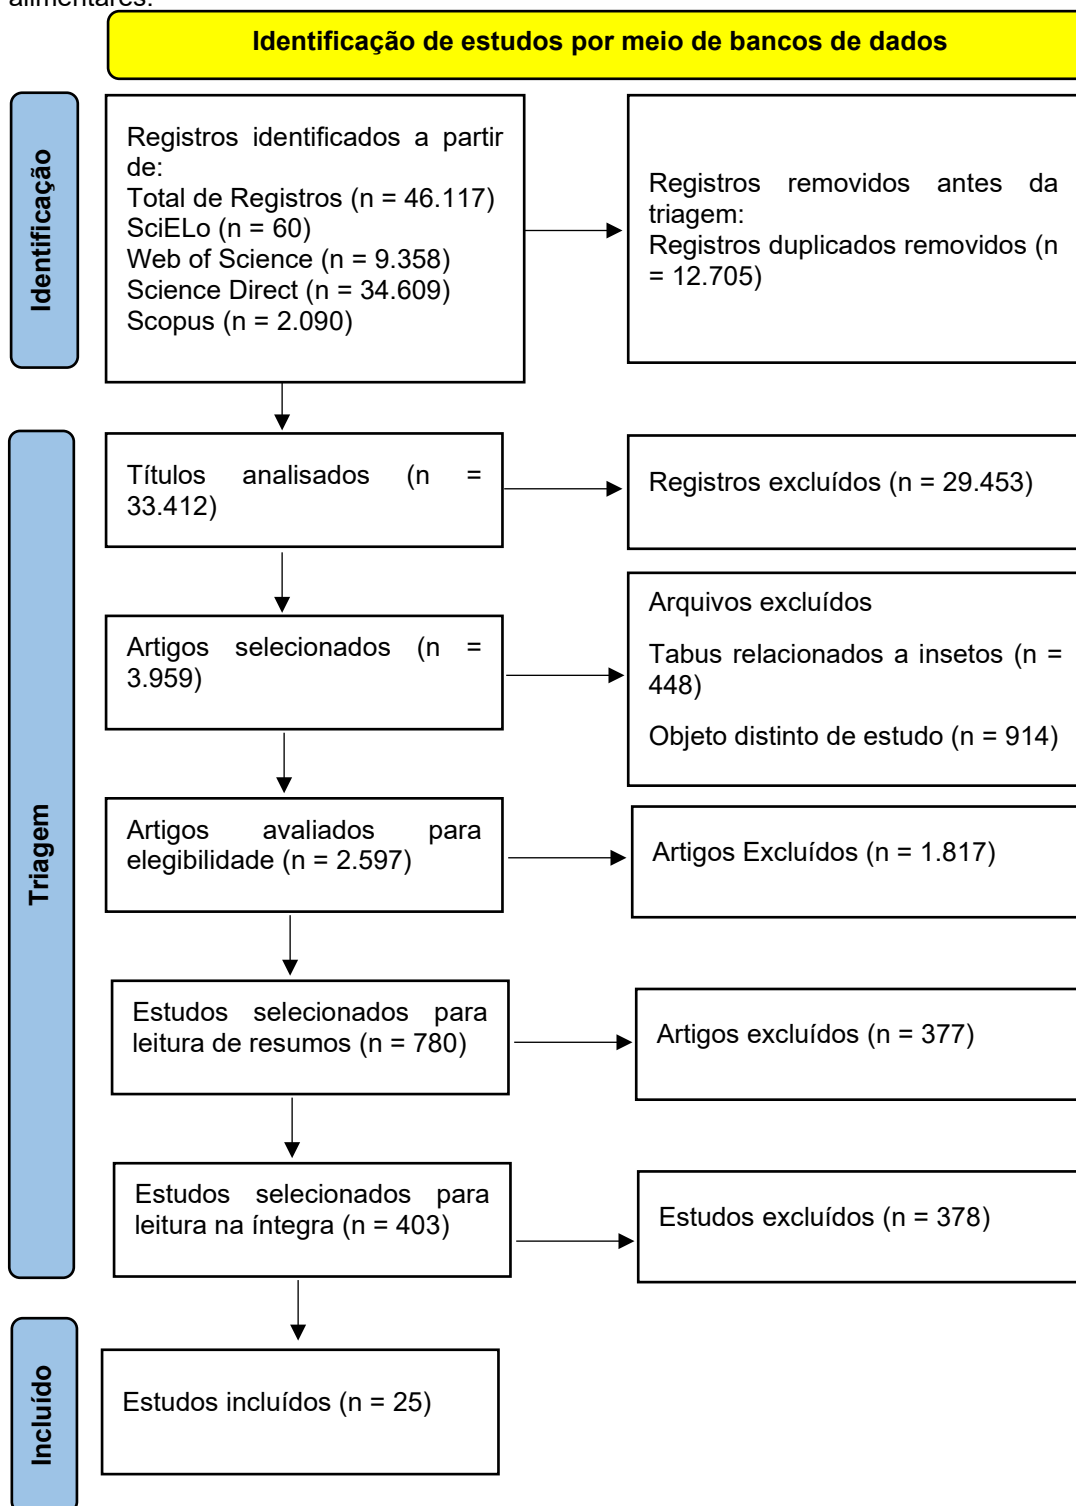 alimentares.
Identificação de estudos por meio de bancos de dados
Identificação
Registros identificados a partir
de:
Total de Registros (n = 46.117)
SciELo (n = 60)
Web of Science (n = 9.358)
Science Direct (n = 34.609)
Scopus (n = 2.090)
Registros removidos antes da
triagem:
Registros duplicados removidos (n
= 12.705)
Triagem
Títulos analisados (n =
33.412)
Registros excluídos (n = 29.453)
Artigos selecionados (n =
3.959)
Arquivos excluídos
Tabus relacionados a insetos (n =
448)
Objeto distinto de estudo (n = 914)
Artigos avaliados para
elegibilidade (n = 2.597)
Artigos Excluídos (n = 1.817)
Estudos selecionados para
leitura de resumos (n = 780)
Artigos excluídos (n = 377)
Estudos selecionados para
leitura na íntegra (n = 403)
Estudos excluídos (n = 378)
Incluído
Estudos incluídos (n = 25)